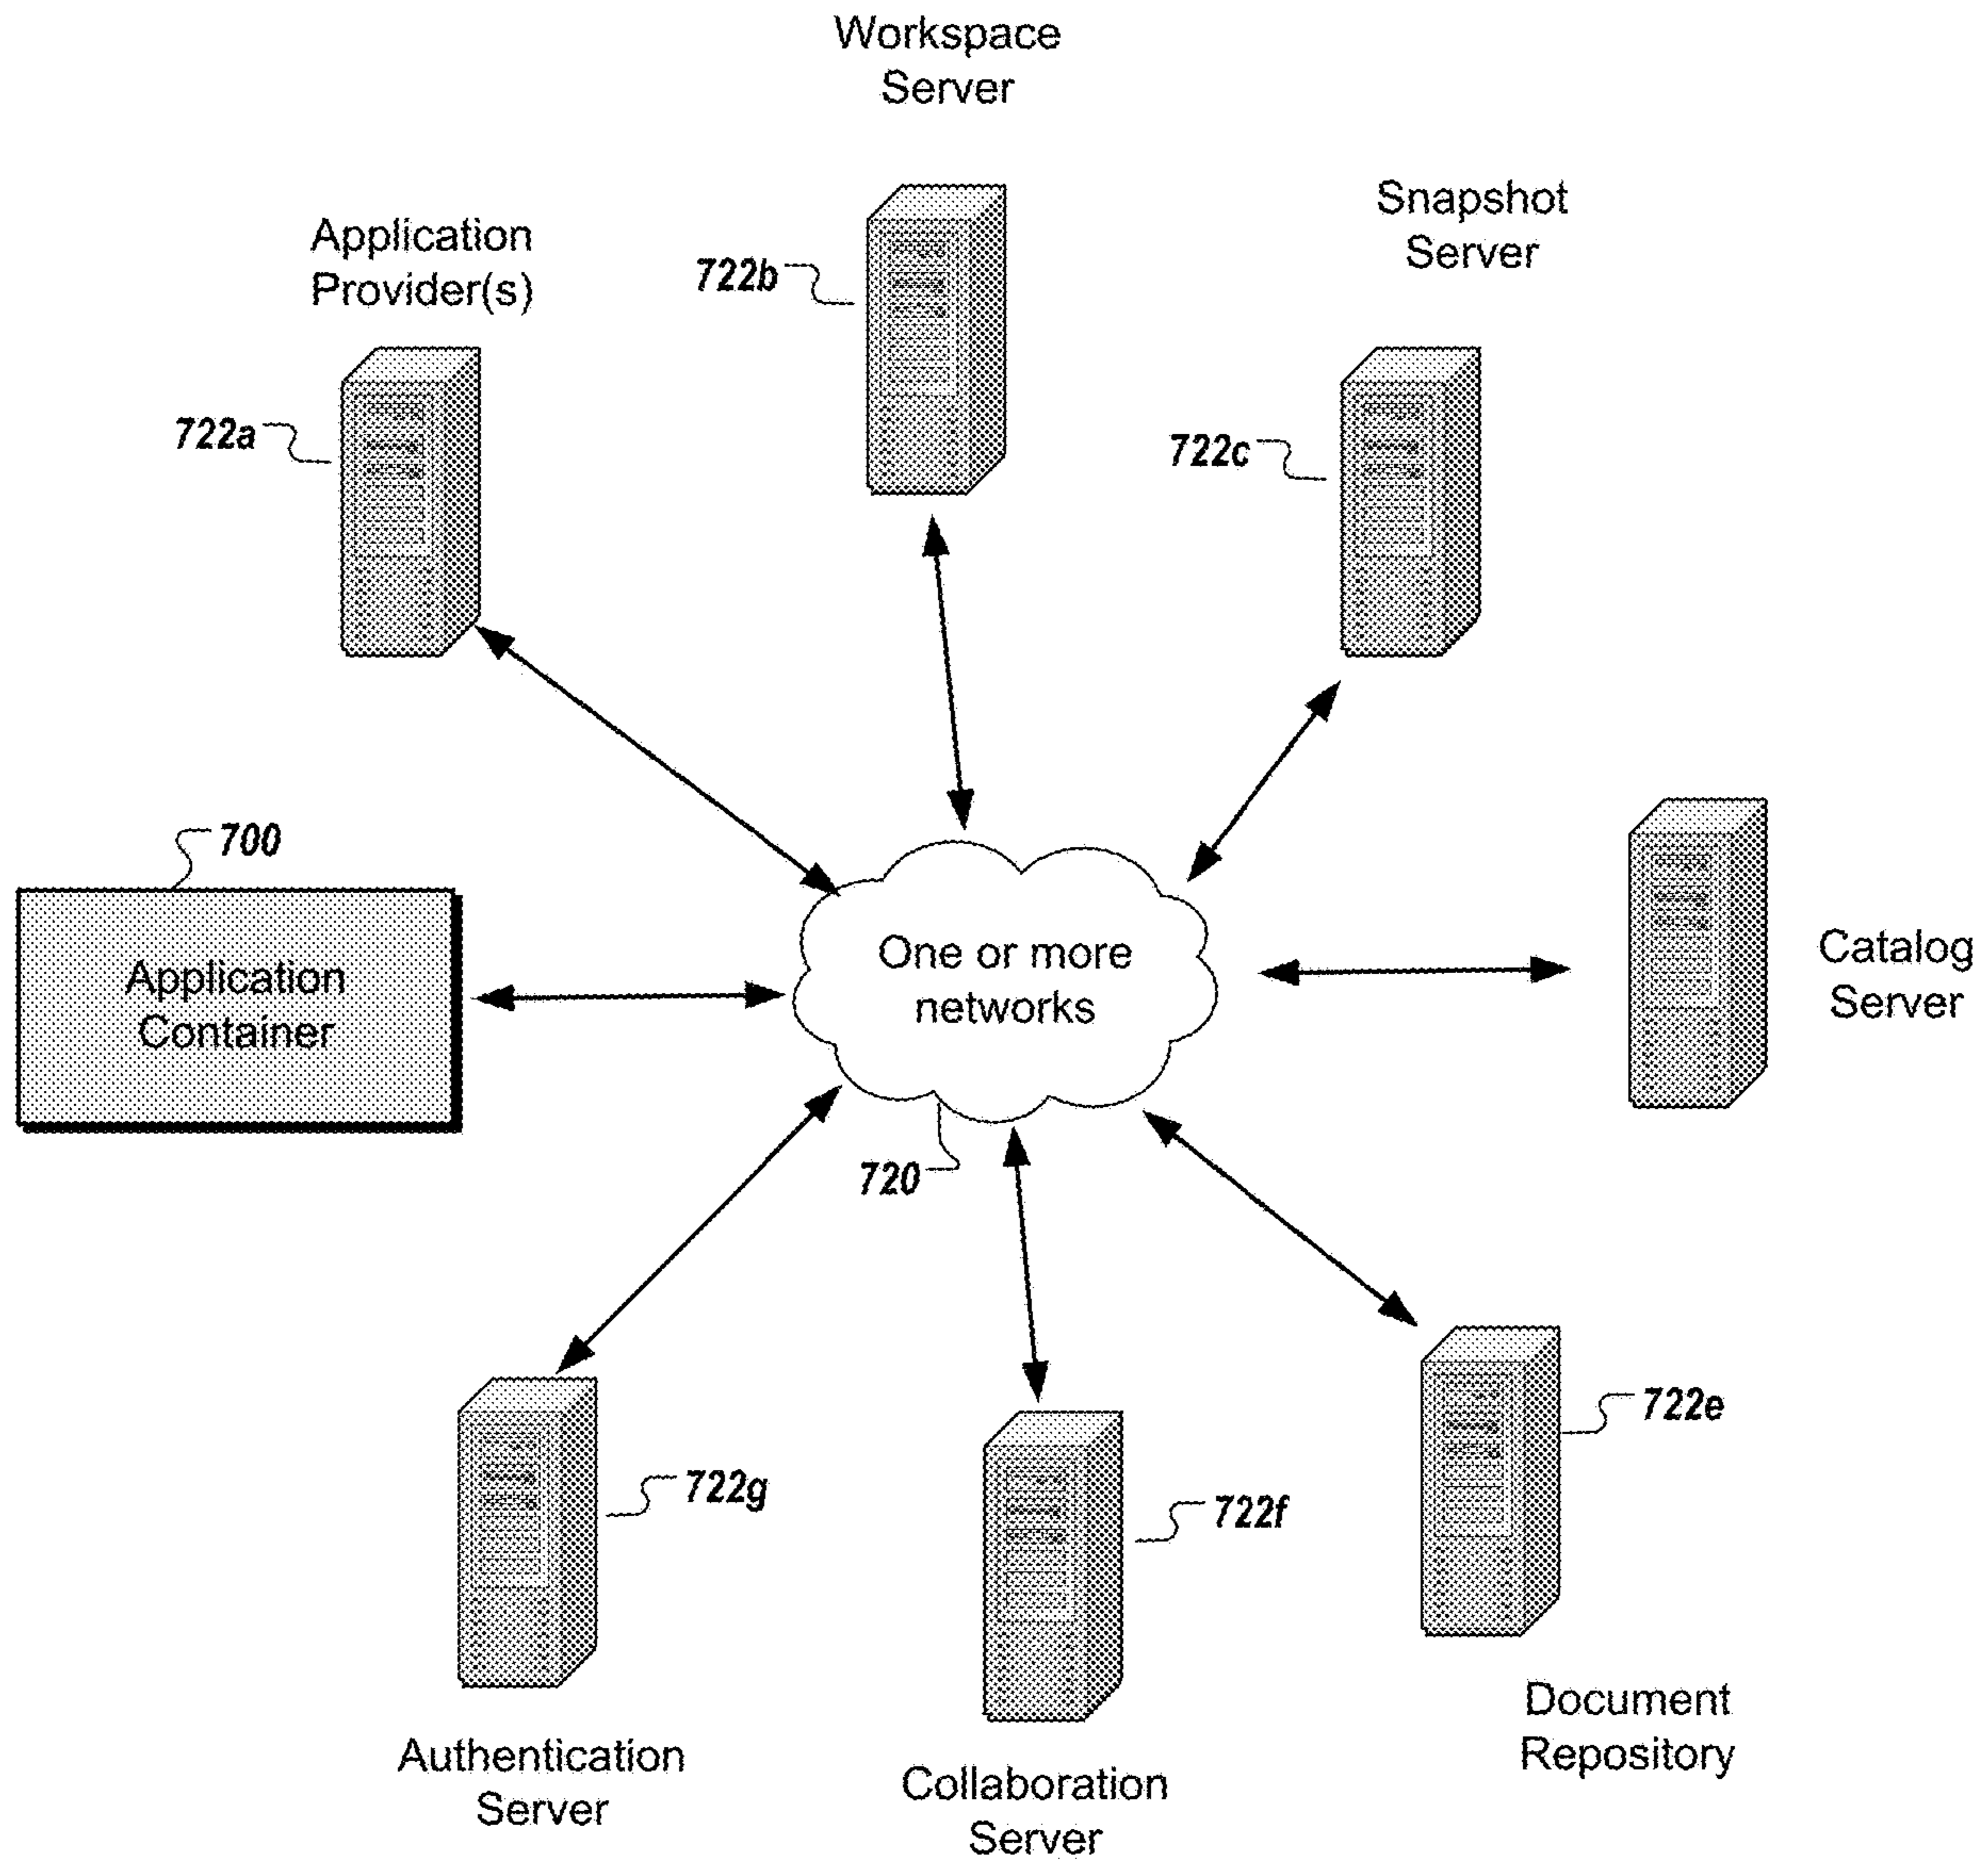 Workspace
Server
Application
Provider(s)
Snapshot
Server
722b
722a
722c
700
Application
Container
One or more
networks
Catalog
Server
720
722e
722g
722f
Document
Repository
Authentication
Server
Collaboration
Server